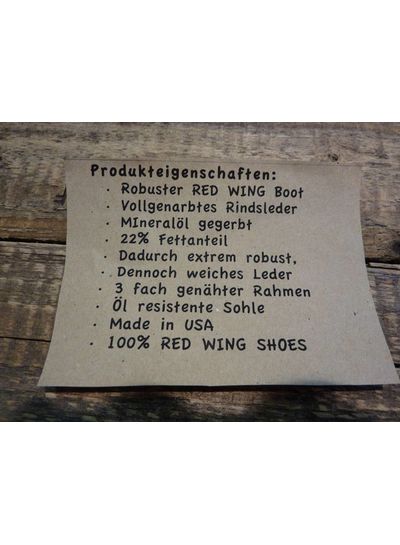 Produkteigenschaften:
· Robuster RED WING Boot
· Vollgenarbtes Rindsleder
· MIneralöl gegerbt
· 22% Fettanteil
· Dadurch extrem robust,
· Dennoch weiches Leder
· 3 fach genähter Rahmen
· Öl resistente Sohle
· Made in USA
· 100% RED WING SHOES